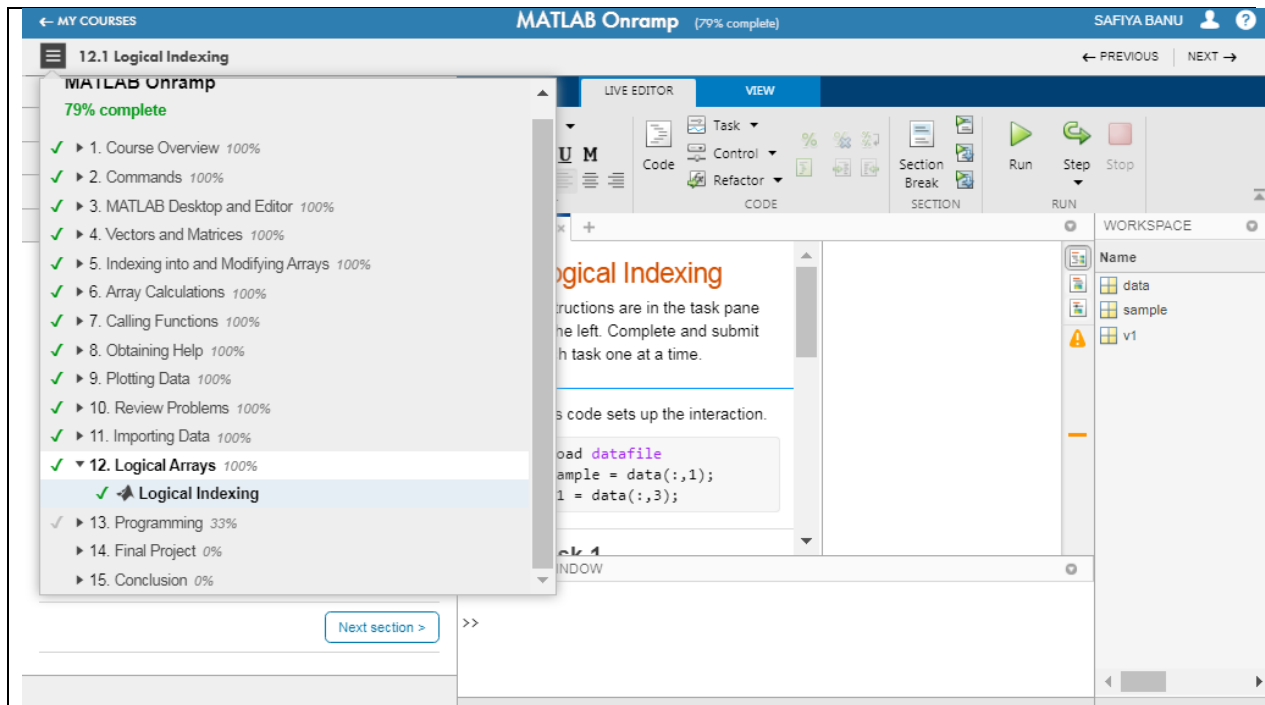 ← MY COURSES
MATLAB Onramp (79% complete)
SAFIYA BANU
?
12.1 Logical Indexing
← PREVIOUS
NEXT →
MATLAB Onramp
79% complete
✓ 1. Course Overview 100%
✓ 2. Commands 100%
✓ 3. MATLAB Desktop and Editor 100%
✓ 4. Vectors and Matrices 100%
✓ 5. Indexing into and Modifying Arrays 100%
✓ 6. Array Calculations 100%
✓ 7. Calling Functions 100%
✓ 8. Obtaining Help 100%
✓ 9. Plotting Data 100%
✓ 10. Review Problems 100%
✓ 11. Importing Data 100%
✓ 12. Logical Arrays 100%
✓ Logical Indexing
✓ 13. Programming 33%
14. Final Project 0%
15. Conclusion 0%
Next section >
LIVE EDITOR
VIEW
U M
Code
Task
Control
Refactor
CODE
Section
Break
SECTION
Run
Step
Stop
RUN
+
ogical Indexing
tructions are in the task pane
he left. Complete and submit
h task one at a time.
s code sets up the interaction.
oad datafile
ample = data(:,1);
1 = data(:,3);
sk 1
INDOW
>>
WORKSPACE
Name
data
sample
v1